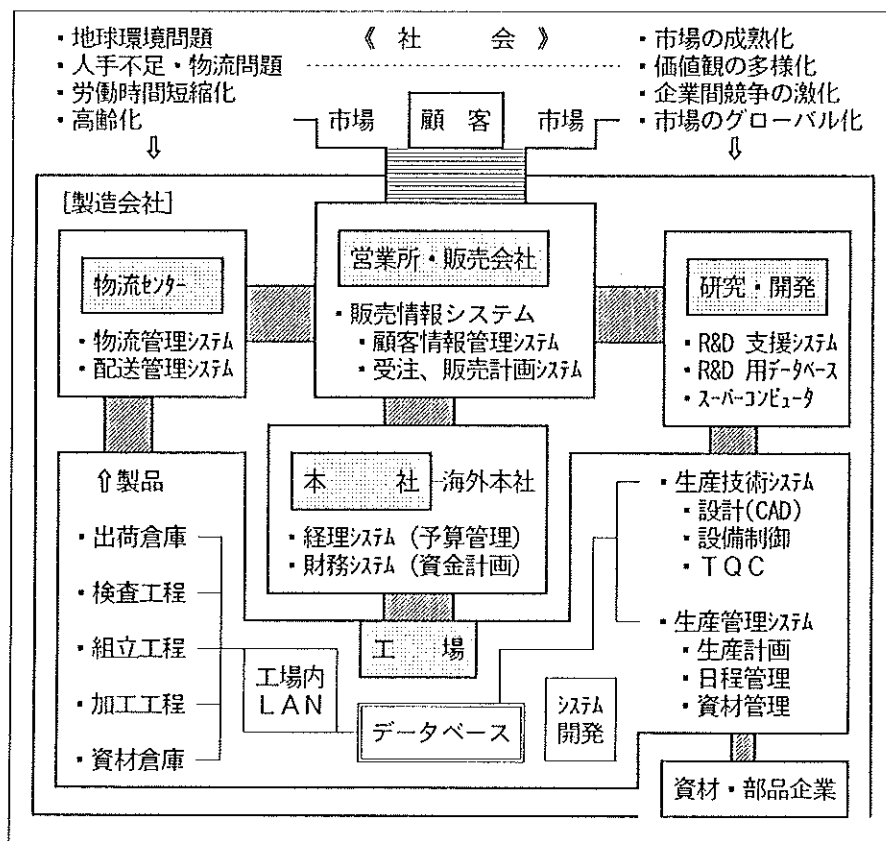 ・地球環境問題
・人手不足・物流問題
・労働時間短縮化
・高齢化
⇩
《 社 会 》
・市場の成熟化
・価値観の多様化
・企業間競争の激化
・市場のグローバル化
⇩
市場
顧 客
市場
[製造会社]
物流ｾﾝﾀｰ
・物流管理ｼｽﾃﾑ
・配送管理ｼｽﾃﾑ
営業所・販売会社
・販売情報システム
・顧客情報管理ｼｽﾃﾑ
・受注、販売計画ｼｽﾃﾑ
研究・開発
・R&D 支援ｼｽﾃﾑ
・R&D 用ﾃﾞｰﾀﾍﾞｰｽ
・ｽｰﾊﾟｰｺﾝﾋﾟｭｰﾀ
本 社 海外本社
・経理ｼｽﾃﾑ (予算管理)
・財務ｼｽﾃﾑ (資金計画)
⇧製品
・出荷倉庫
・検査工程
・組立工程
・加工工程
・資材倉庫
工 場
工場内
ＬＡＮ
データベース
ｼｽﾃﾑ
開発
・生産技術ｼｽﾃﾑ
・設計(CAD)
・設備制御
・ＴＱＣ
・生産管理ｼｽﾃﾑ
・生産計画
・日程管理
・資材管理
資材・部品企業